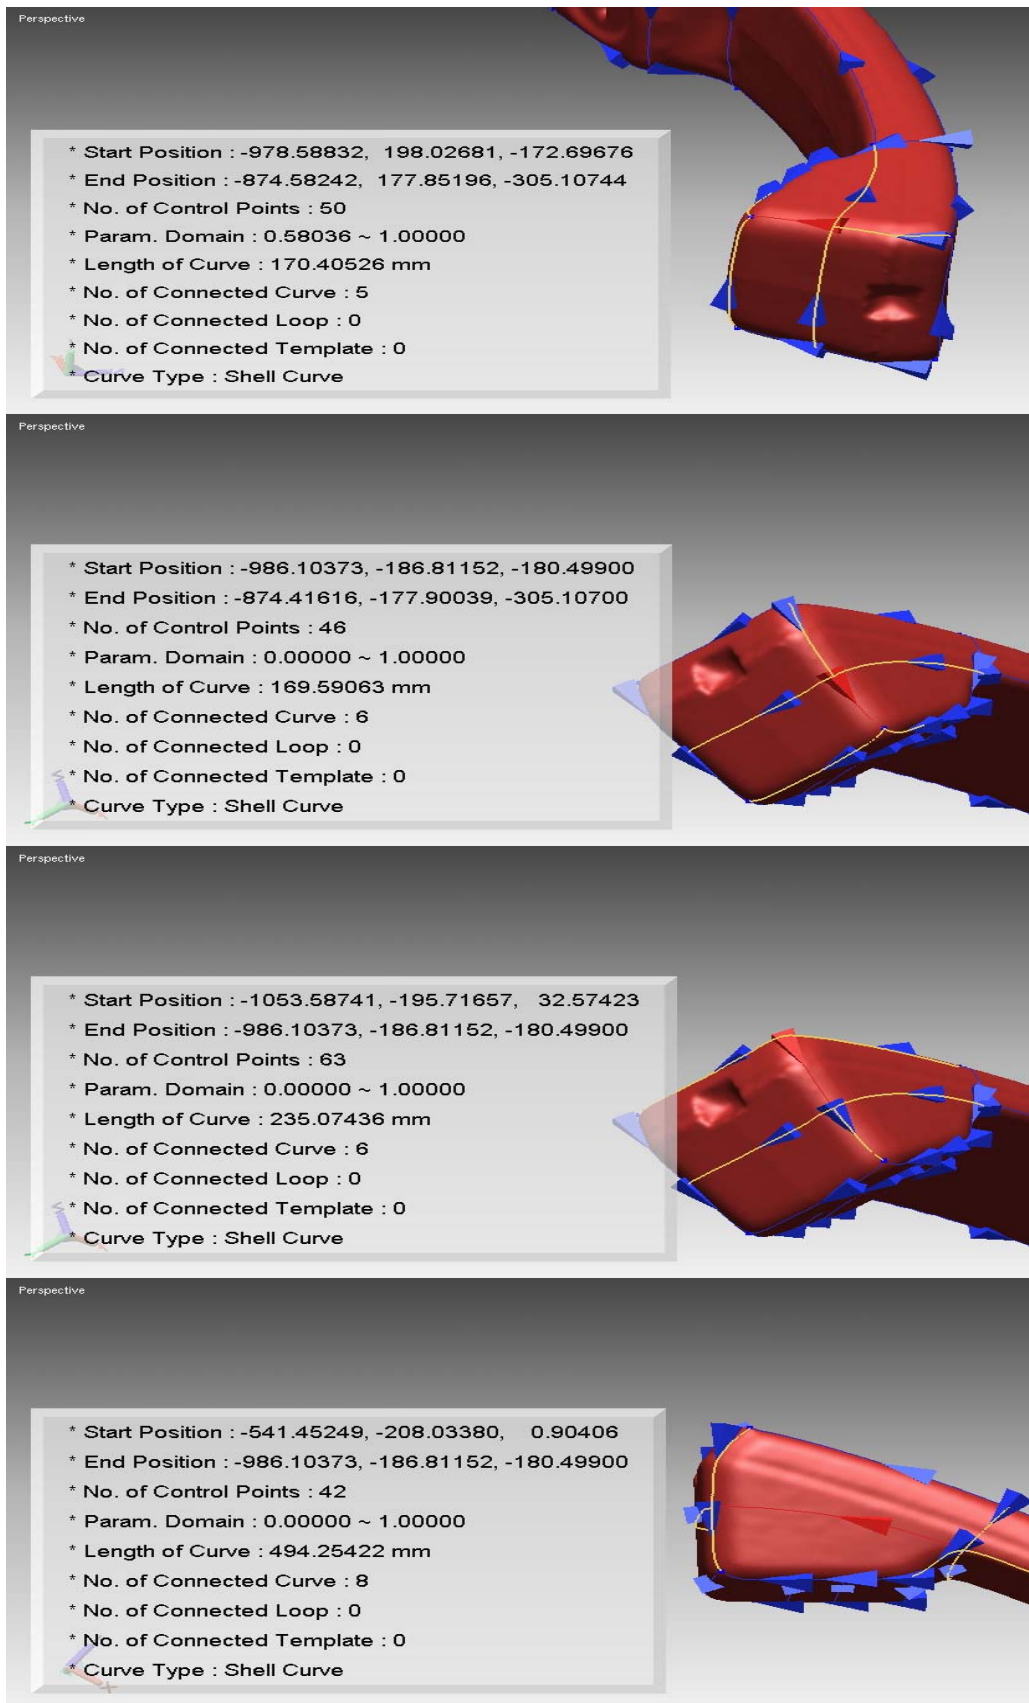 Perspective
* Start Position : -978.58832, 198.02681, -172.69676
* End Position : -874.58242, 177.85196, -305.10744
* No. of Control Points : 50
* Param. Domain : 0.58036 ~ 1.00000
* Length of Curve : 170.40526 mm
* No. of Connected Curve : 5
* No. of Connected Loop : 0
* No. of Connected Template : 0
* Curve Type : Shell Curve
Perspective
* Start Position : -986.10373, -186.81152, -180.49900
* End Position : -874.41616, -177.90039, -305.10700
* No. of Control Points : 46
* Param. Domain : 0.00000 ~ 1.00000
* Length of Curve : 169.59063 mm
* No. of Connected Curve : 6
* No. of Connected Loop : 0
* No. of Connected Template : 0
* Curve Type : Shell Curve
Perspective
* Start Position : -1053.58741, -195.71657, 32.57423
* End Position : -986.10373, -186.81152, -180.49900
* No. of Control Points : 63
* Param. Domain : 0.00000 ~ 1.00000
* Length of Curve : 235.07436 mm
* No. of Connected Curve : 6
* No. of Connected Loop : 0
* No. of Connected Template : 0
* Curve Type : Shell Curve
Perspective
* Start Position : -541.45249, -208.03380, 0.90406
* End Position : -986.10373, -186.81152, -180.49900
* No. of Control Points : 42
* Param. Domain : 0.00000 ~ 1.00000
* Length of Curve : 494.25422 mm
* No. of Connected Curve : 8
* No. of Connected Loop : 0
* No. of Connected Template : 0
* Curve Type : Shell Curve